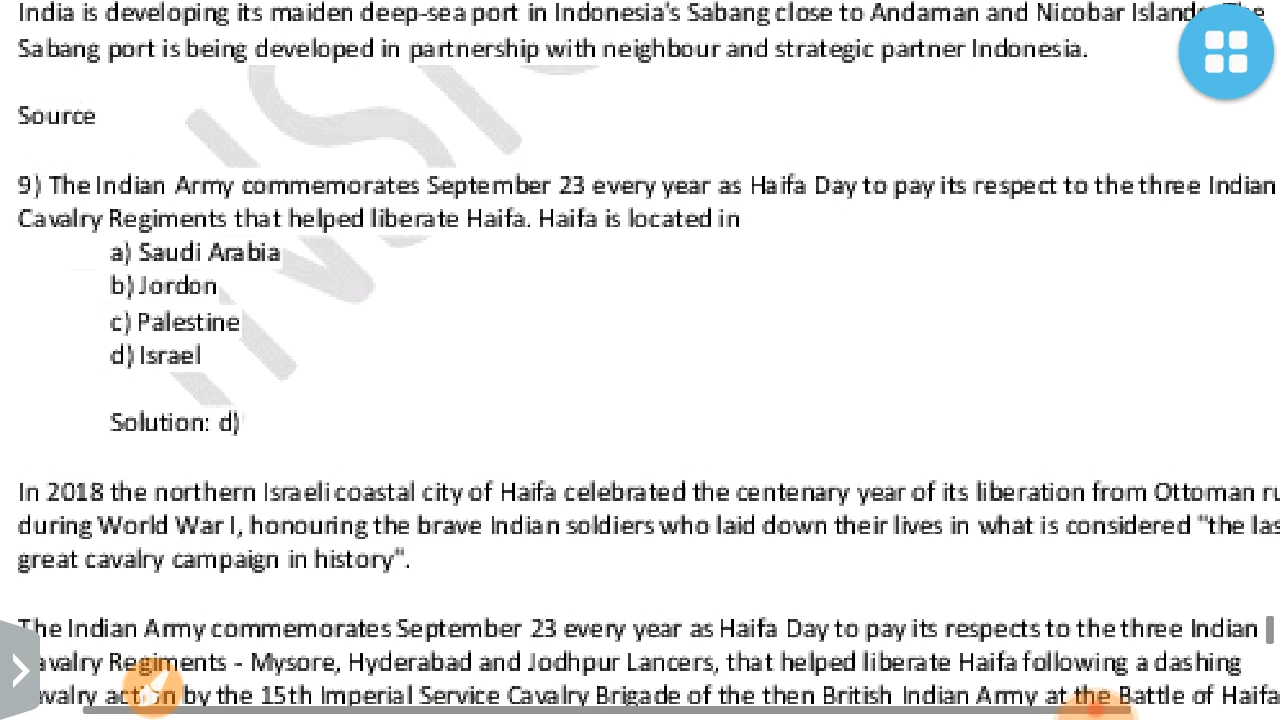 India is developing its maiden deep-sea port in Indonesia's Sabang close to Andaman and Nicobar Islands. The
Sabang port is being developed in partnership with neighbour and strategic partner Indonesia.
Source
9) The Indian Army commemorates September 23 every year as Haifa Day to pay its respect to the three Indian
Cavalry Regiments that helped liberate Haifa. Haifa is located in
a) Saudi Arabia
b) Jordon
c) Palestine
d) Israel
Solution: d)
In 2018 the northern Israeli coastal city of Haifa celebrated the centenary year of its liberation from Ottoman ru
during World War I, honouring the brave Indian soldiers who laid down their lives in what is considered "the las
great cavalry campaign in history".
The Indian Army commemorates September 23 every year as Haifa Day to pay its respects to the three Indian
avalry Regiments - Mysore, Hyderabad and Jodhpur Lancers, that helped liberate Haifa following a dashing
valry action by the 15th Imperial Service Cavalry Brigade of the then British Indian Army at the Battle of Haifa